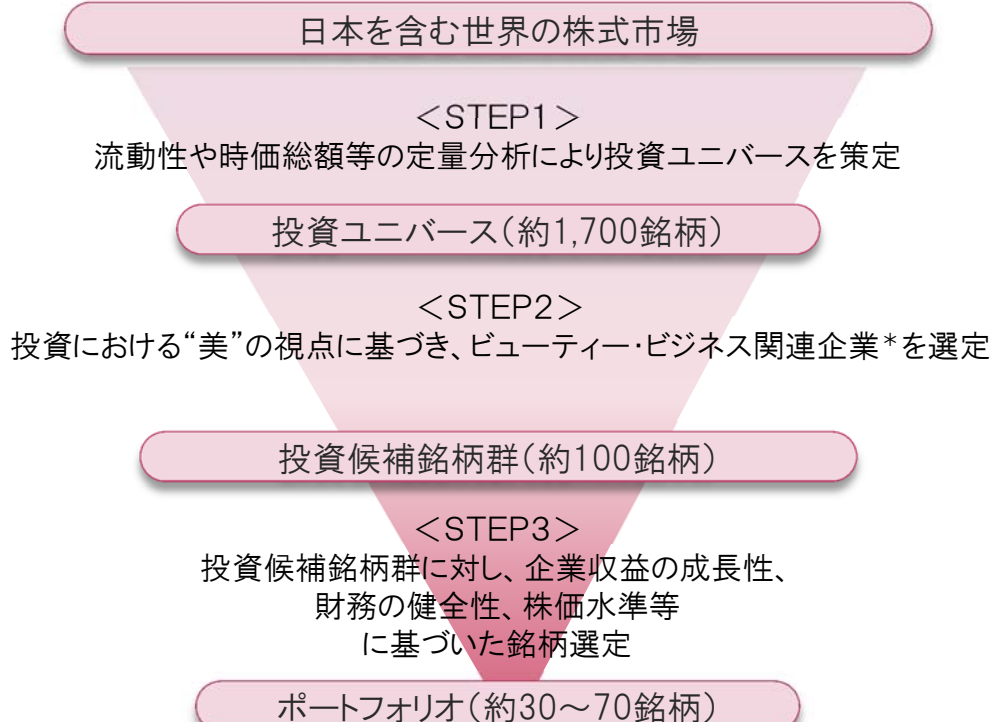 日本を含む世界の株式市場
<STEP1>
流動性や時価総額等の定量分析により投資ユニバースを策定
投資ユニバース(約1,700銘柄)
<STEP2>
投資における“美”の視点に基づき、ビューティー・ビジネス関連企業*を選定
投資候補銘柄群(約100銘柄)
<STEP3>
投資候補銘柄群に対し、企業収益の成長性、
財務の健全性、株価水準等
に基づいた銘柄選定
ポートフォリオ(約30～70銘柄)